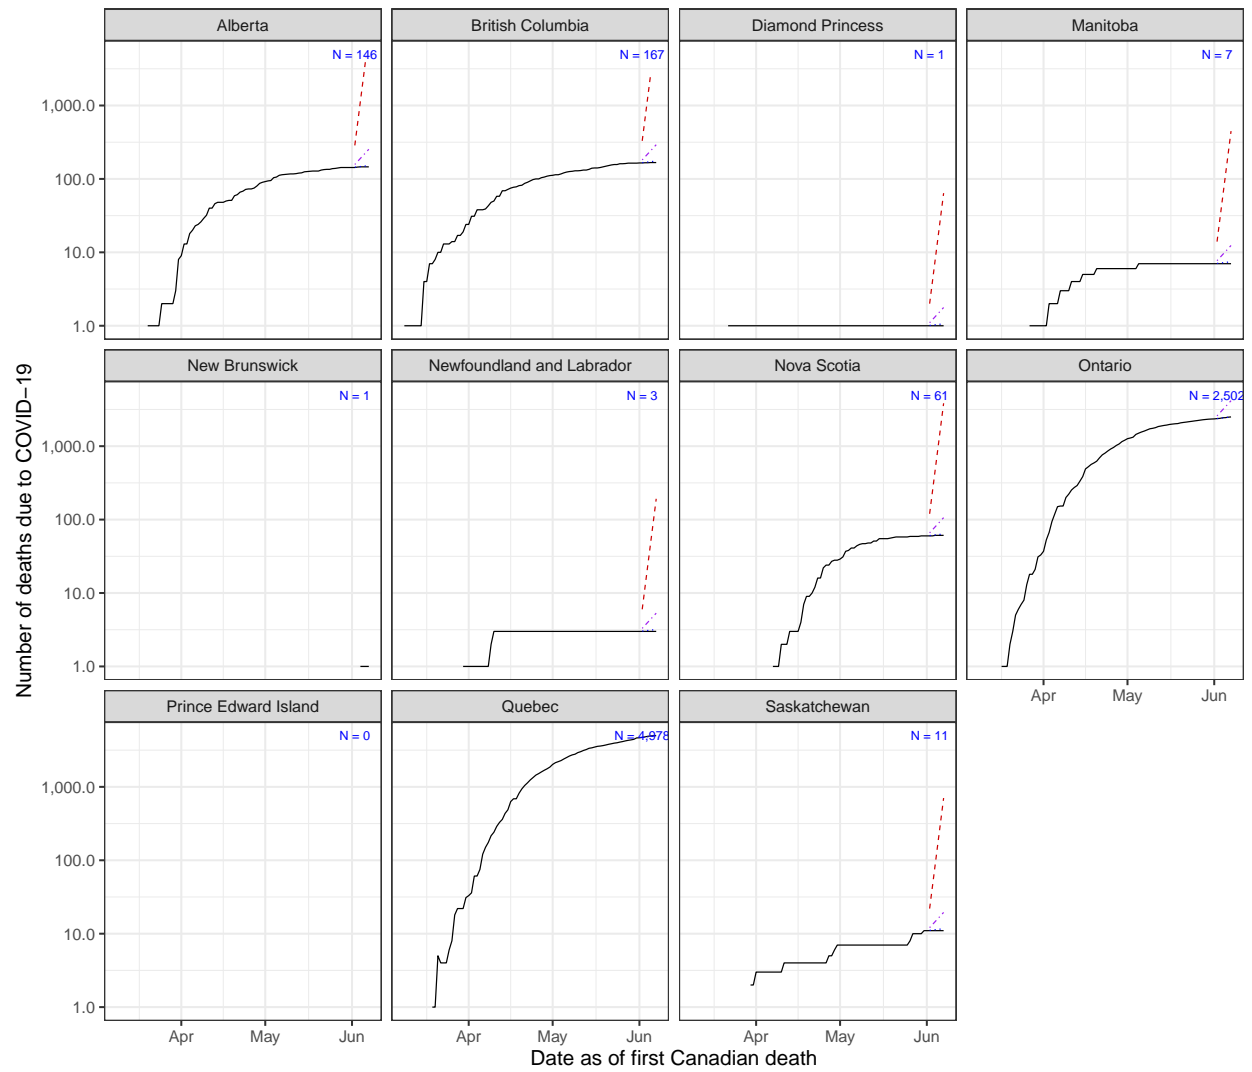 Alberta
British Columbia
Diamond Princess
Manitoba
N = 146
N = 167
N = 1
N = 7
1,000.0
100.0
10.0
1.0
New Brunswick
Newfoundland and Labrador
Nova Scotia
Ontario
N = 1
N = 3
N = 61
N = 2,502
1,000.0
100.0
10.0
1.0
Apr
May
Jun
Prince Edward Island
Quebec
Saskatchewan
N = 0
N = 4,978
N = 11
1,000.0
100.0
10.0
1.0
Apr
May
Jun
Apr
May
Jun
Apr
May
Jun
Number of deaths due to COVID−19
Date as of first Canadian death